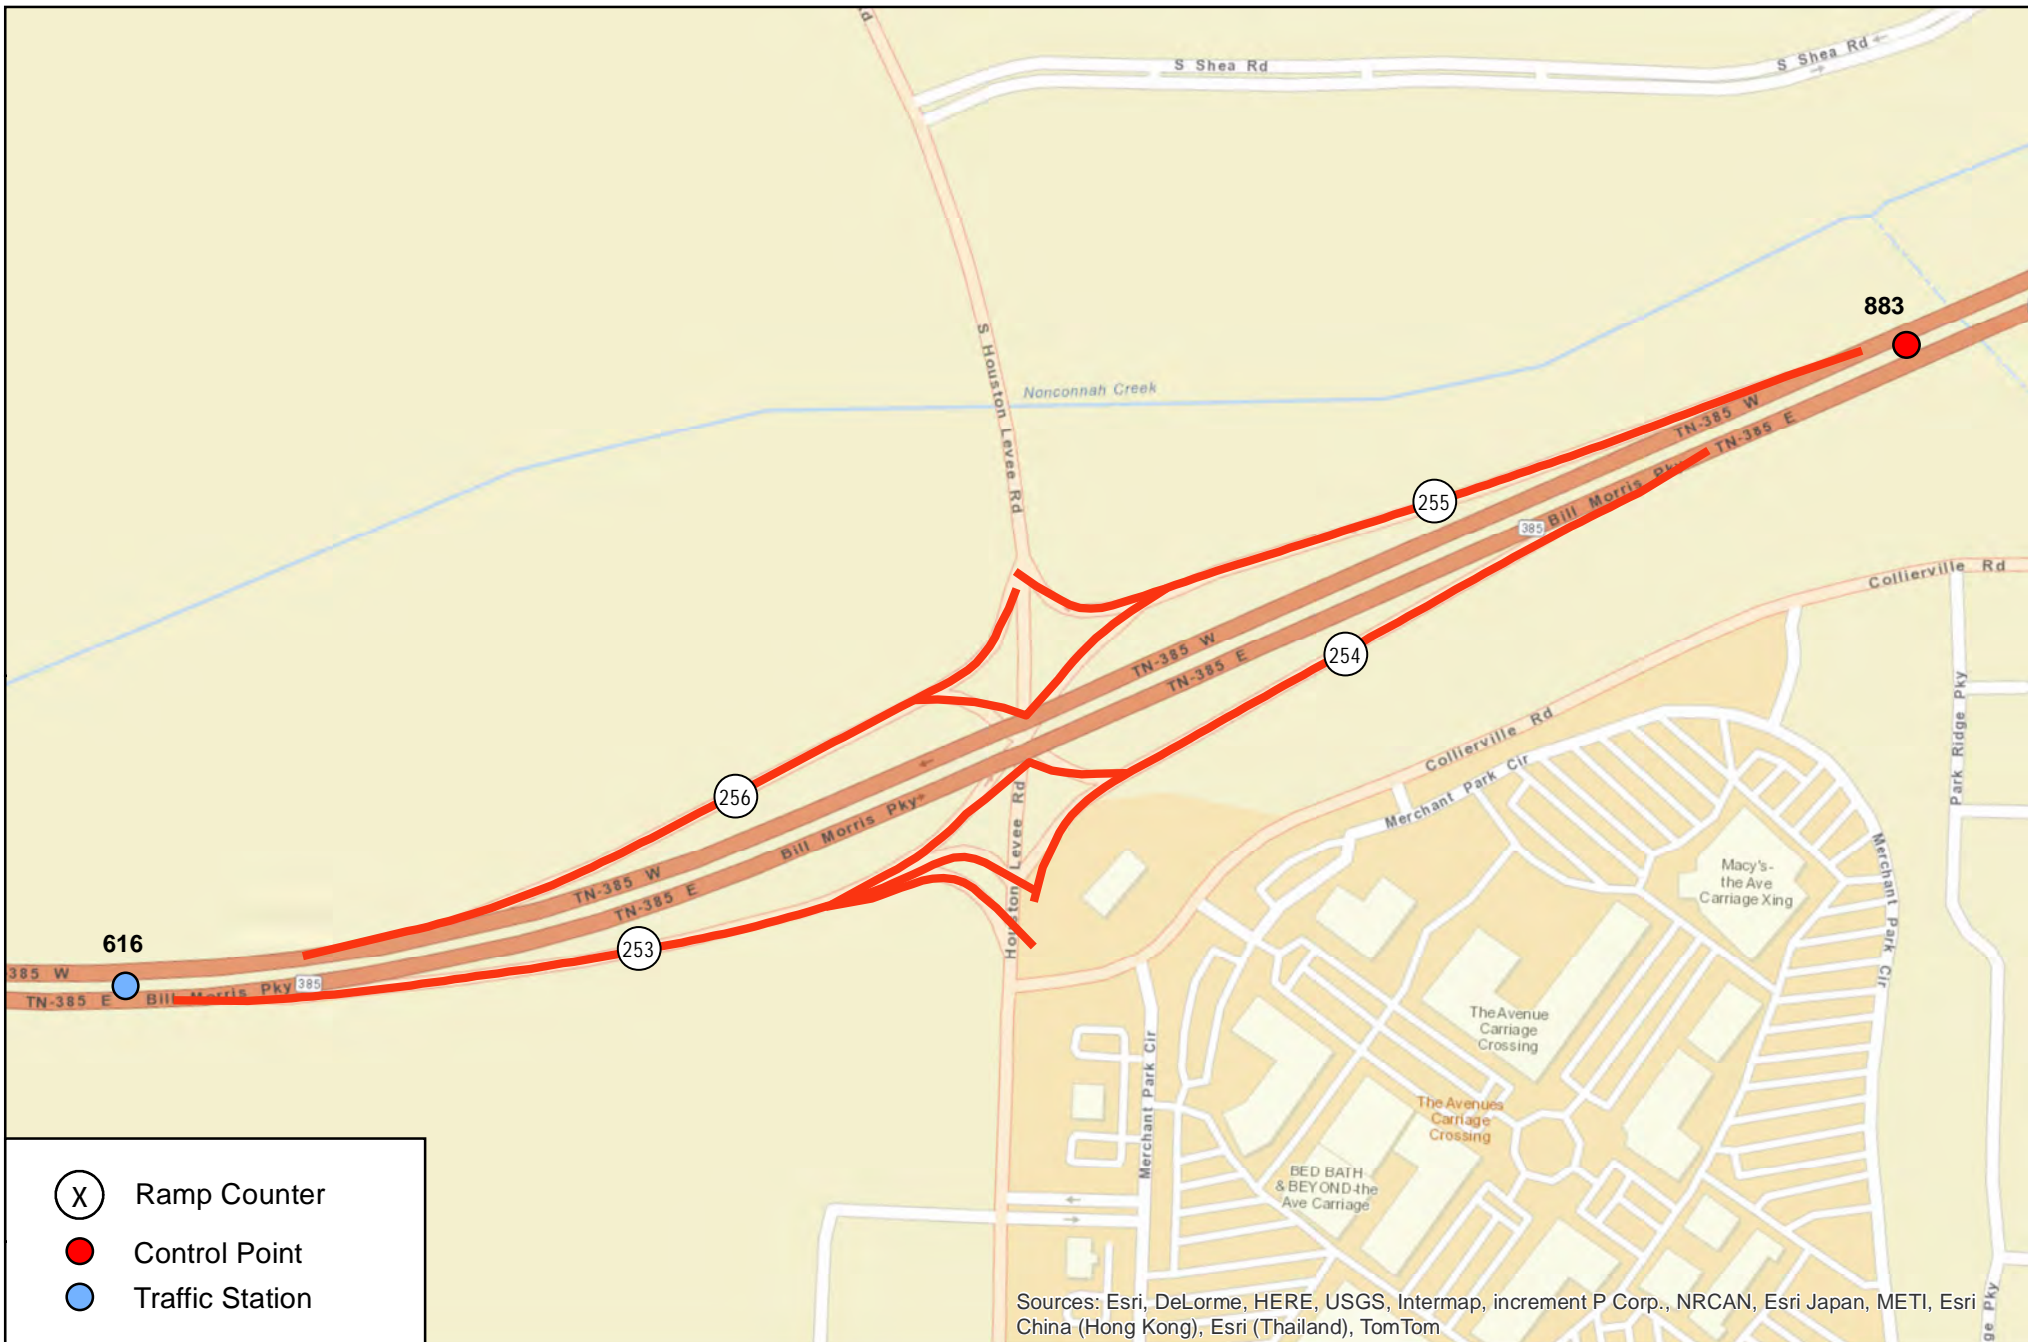 S Shea Rd
S Shea Rd
883
S Houston Levee Rd
Nonconnah Creek
TN-385 W
TN-385 E
Bill Morris Pky
385
255
254
Collierville Rd
Park Ridge Pky
TN-385 W
TN-385 E
Collierville Rd
Merchant Park Cir
256
Bill Morris Pky
Houston Levee Rd
Merchant Park Cir
Macy's-
the Ave
Carriage Xing
TN-385 W
TN-385 E
616
253
385 W
TN-385 E
Bill Morris Pky
385
The Avenue
Carriage
Crossing
Merchant Park Cir
The Avenues
Carriage
Crossing
BED BATH
& BEYOND-the
Ave Carriage
X Ramp Counter
Control Point
Traffic Station
Sources: Esri, DeLorme, HERE, USGS, Intermap, increment P Corp., NRCAN, Esri Japan, METI, Esri
China (Hong Kong), Esri (Thailand), TomTom
ge Pky